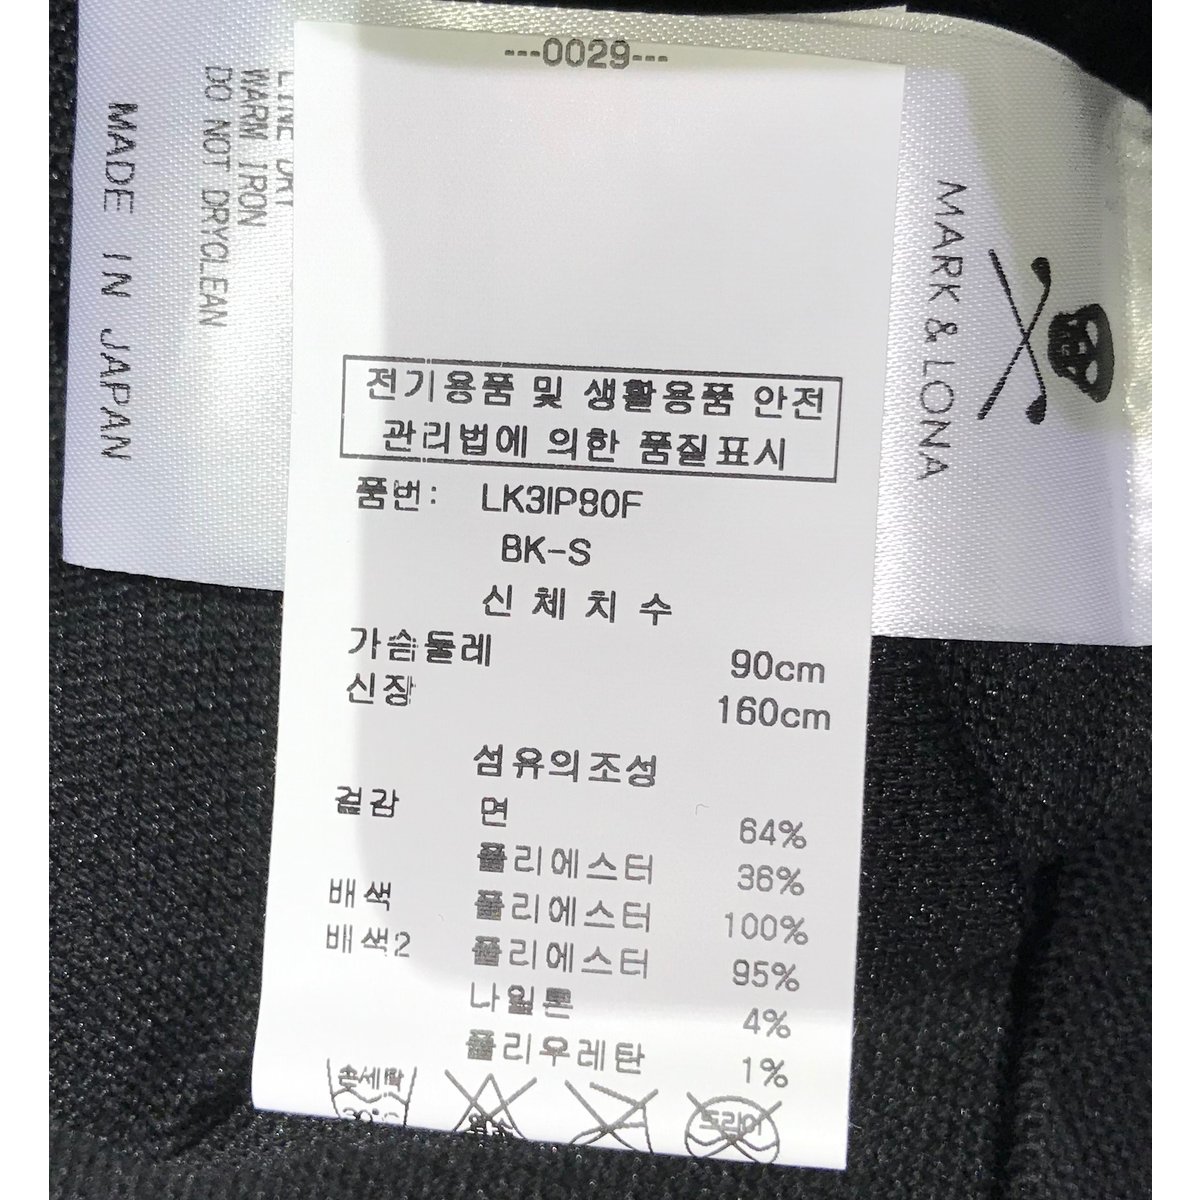 ---0029---
전기용품 및 생활용품 안전
관리법에 의한 품질표시
품번: LK3IP80F
BK-S
신 체 치 수
가슴둘레 90cm
신장 160cm
섬유의조성
겉감 면 64%
폴리에스터 36%
배색 폴리에스터 100%
배색2 폴리에스터 95%
나일론 4%
폴리우레탄 1%
손세탁
30°C
드라이
LINE DRY
WARM IRON
DO NOT DRYCLEAN
MADE IN JAPAN
MARK & LONA